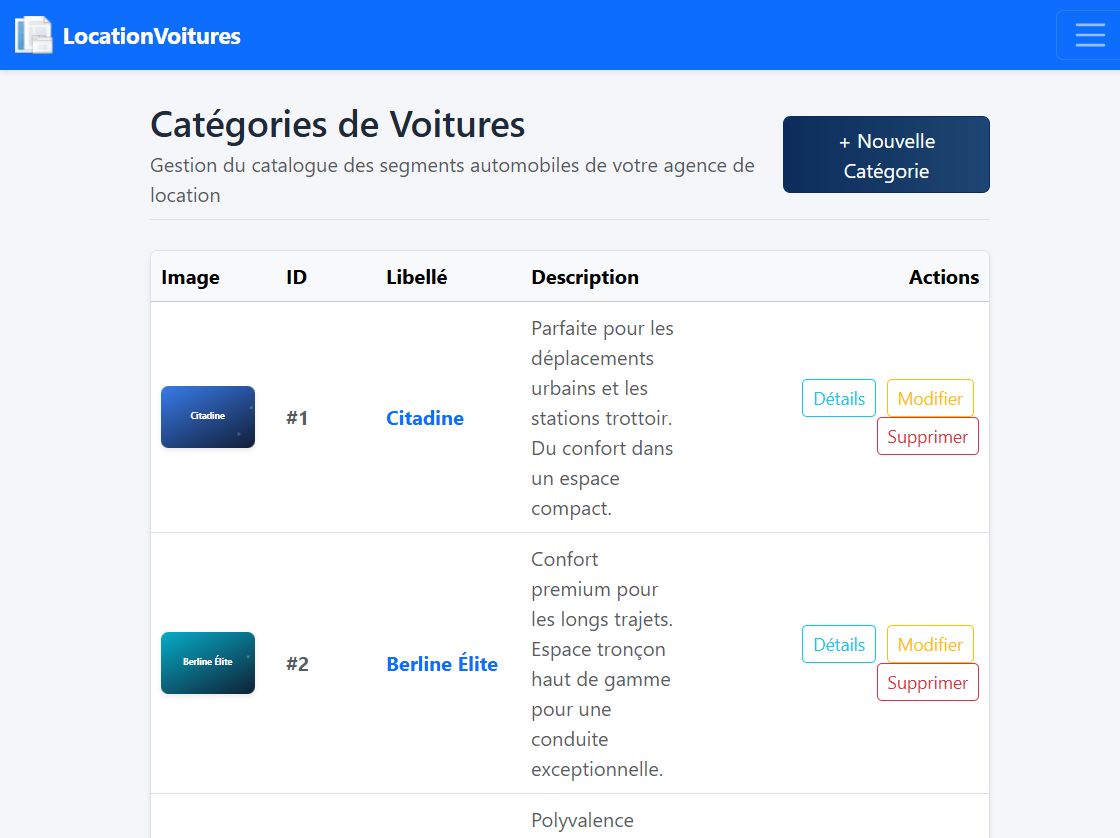 LocationVoitures
Catégories de Voitures
Gestion du catalogue des segments automobiles de votre agence de
location
+ Nouvelle
Catégorie
Image ID Libellé Description Actions
Citadine
#1
Citadine
Parfaite pour les
déplacements
urbains et les
stations trottoir.
Du confort dans
un espace
compact.
Détails Modifier
Supprimer
Berline Élite
#2
Berline Élite
Confort
premium pour
les longs trajets.
Espace tronçon
haut de gamme
pour une
conduite
exceptionnelle.
Détails Modifier
Supprimer
Polyvalence